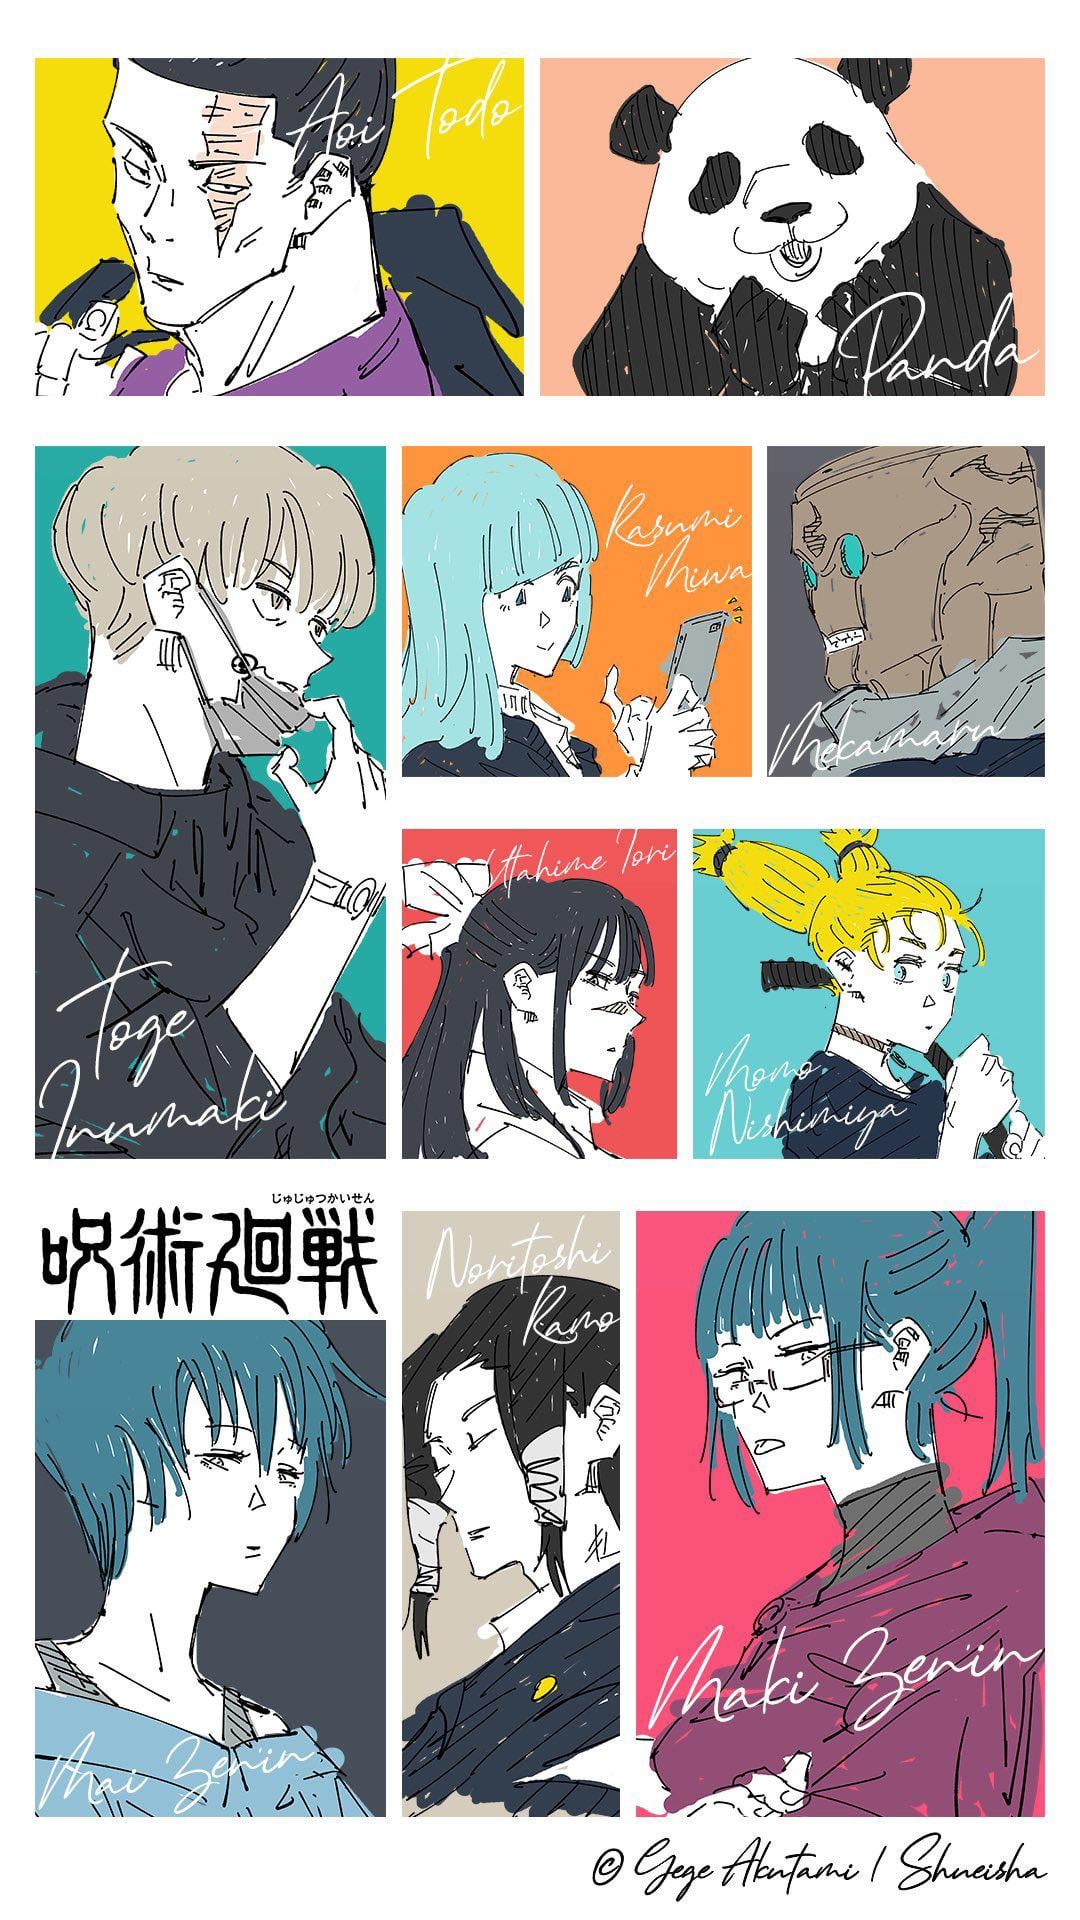 Aoi Todo
Panda
Toge
Inumaki
Kasumi
Miwa
Mekamaru
Utahime Iori
Momo
Nishimiya
じゅじゅつかいせん
呪術廻戦
Mai Zenin
Noritoshi
Kamo
Maki Zenin
© Gege Akutami / Shueisha